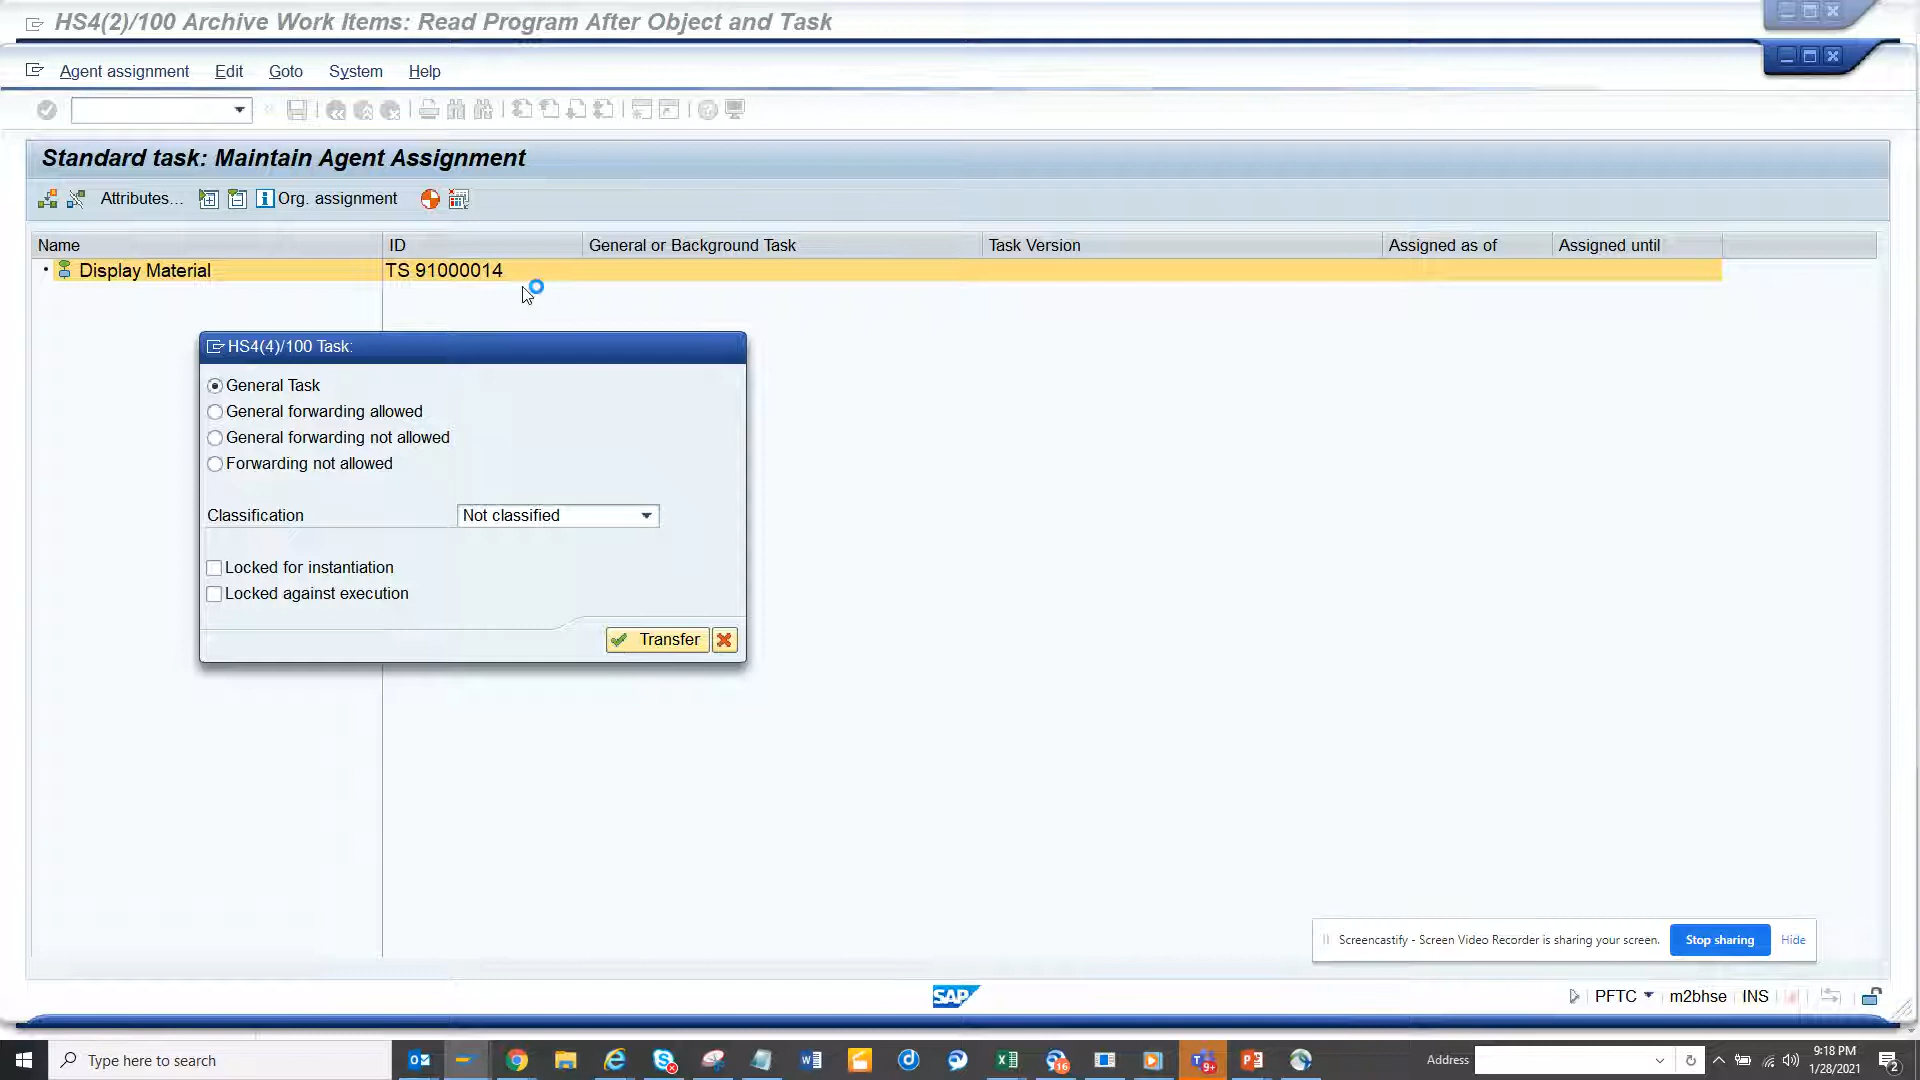 HS4(2)/100 Archive Work Items: Read Program After Object and Task
Agent assignment Edit Goto System Help
Standard task: Maintain Agent Assignment
Attributes... Org. assignment
Name ID General or Background Task Task Version Assigned as of Assigned until
Display Material TS 91000014
HS4(4)/100 Task:
General Task
General forwarding allowed
General forwarding not allowed
Forwarding not allowed
Classification Not classified
Locked for instantiation
Locked against execution
Transfer
Screencastify - Screen Video Recorder is sharing your screen. Stop sharing Hide
SAP PFTC m2bhse INS
Type here to search Address 9:18 PM
1/28/2021